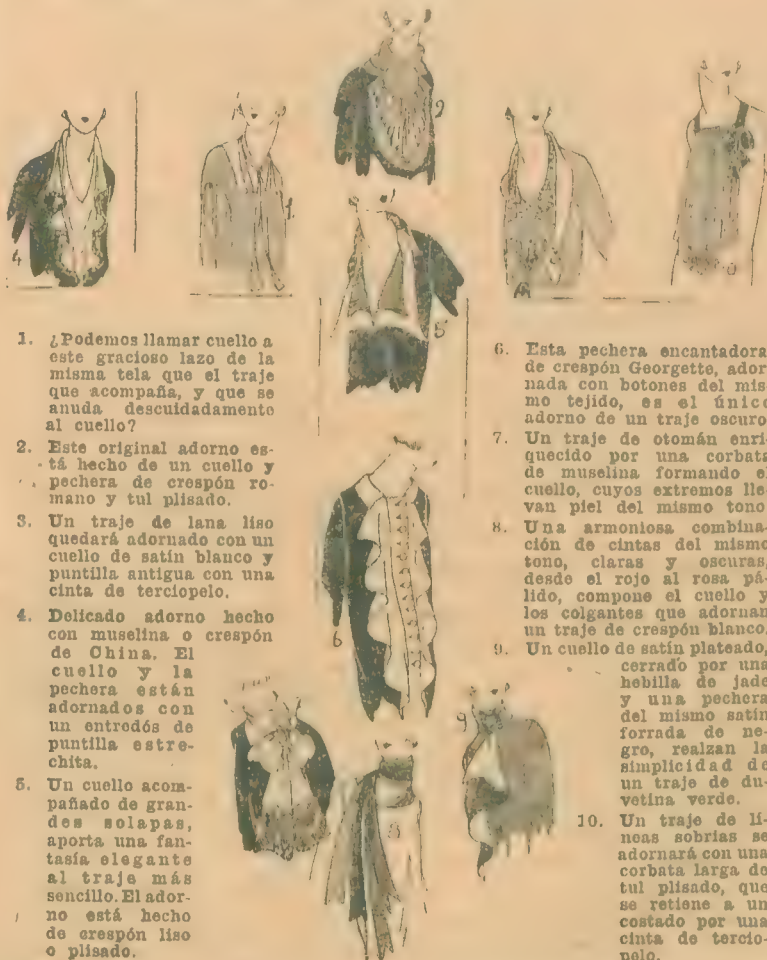 1. ¿Podemos llamar cuello a
este gracioso lazo de la
misma tela que el traje
que acompaña, y que se
anuda descuidadamente
al cuello?
2. Este original adorno es-
tá hecho de un cuello y
pechera de crespón ro-
mano y tul plisado.
3. Un traje de lana liso
quedará adornado con un
cuello de satín blanco y
puntilla antigua con una
cinta de terciopelo.
4. Delicado adorno hecho
con muselina o crespón
de China. El
cuello y la
pechera están
adornados con
un entredós de
puntilla estre-
chita.
5. Un cuello acom-
pañado de gran-
des solapas,
aporta una fan-
tasía elegante
al traje más
sencillo. El ador-
no está hecho
de crespón liso
o plisado.
6. Esta pechera encantadora
de crespón Georgette, ador
nada con botones del mis
mo tejido, es el único
adorno de un traje oscuro
7. Un traje de otomán enri-
quecido por una corbata
de muselina formando el
cuello, cuyos extremos lle
van piel del mismo tono
8. Una armoniosa combina-
ción de cintas del mismo
tono, claras y oscuras,
desde el rojo al rosa pá-
lido, compone el cuello y
los colgantes que adornan
un traje de crespón blanco.
9. Un cuello de satín plateado,
cerrado por una
hebilla de jade
y una pechera
del mismo satín
forrada de ne-
gro, realzan la
simplicidad de
un traje de du-
vetina verde.
10. Un traje de lí-
neas sobrias se
adornará con una
corbata larga de
tul plisado, que
se retiene a un
costado por una
cinta de tercio-
pelo.
4
1
2
5
6
8
9